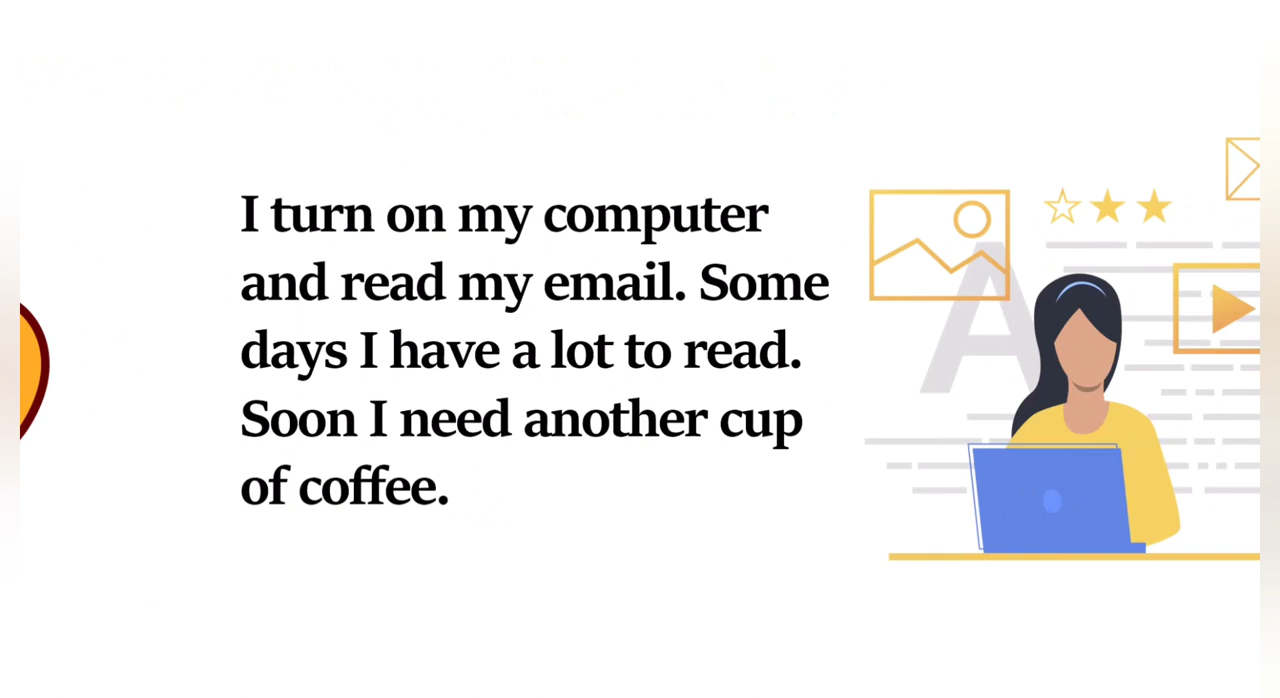 I turn on my computer
and read my email. Some
days I have a lot to read.
Soon I need another cup
of coffee.
A